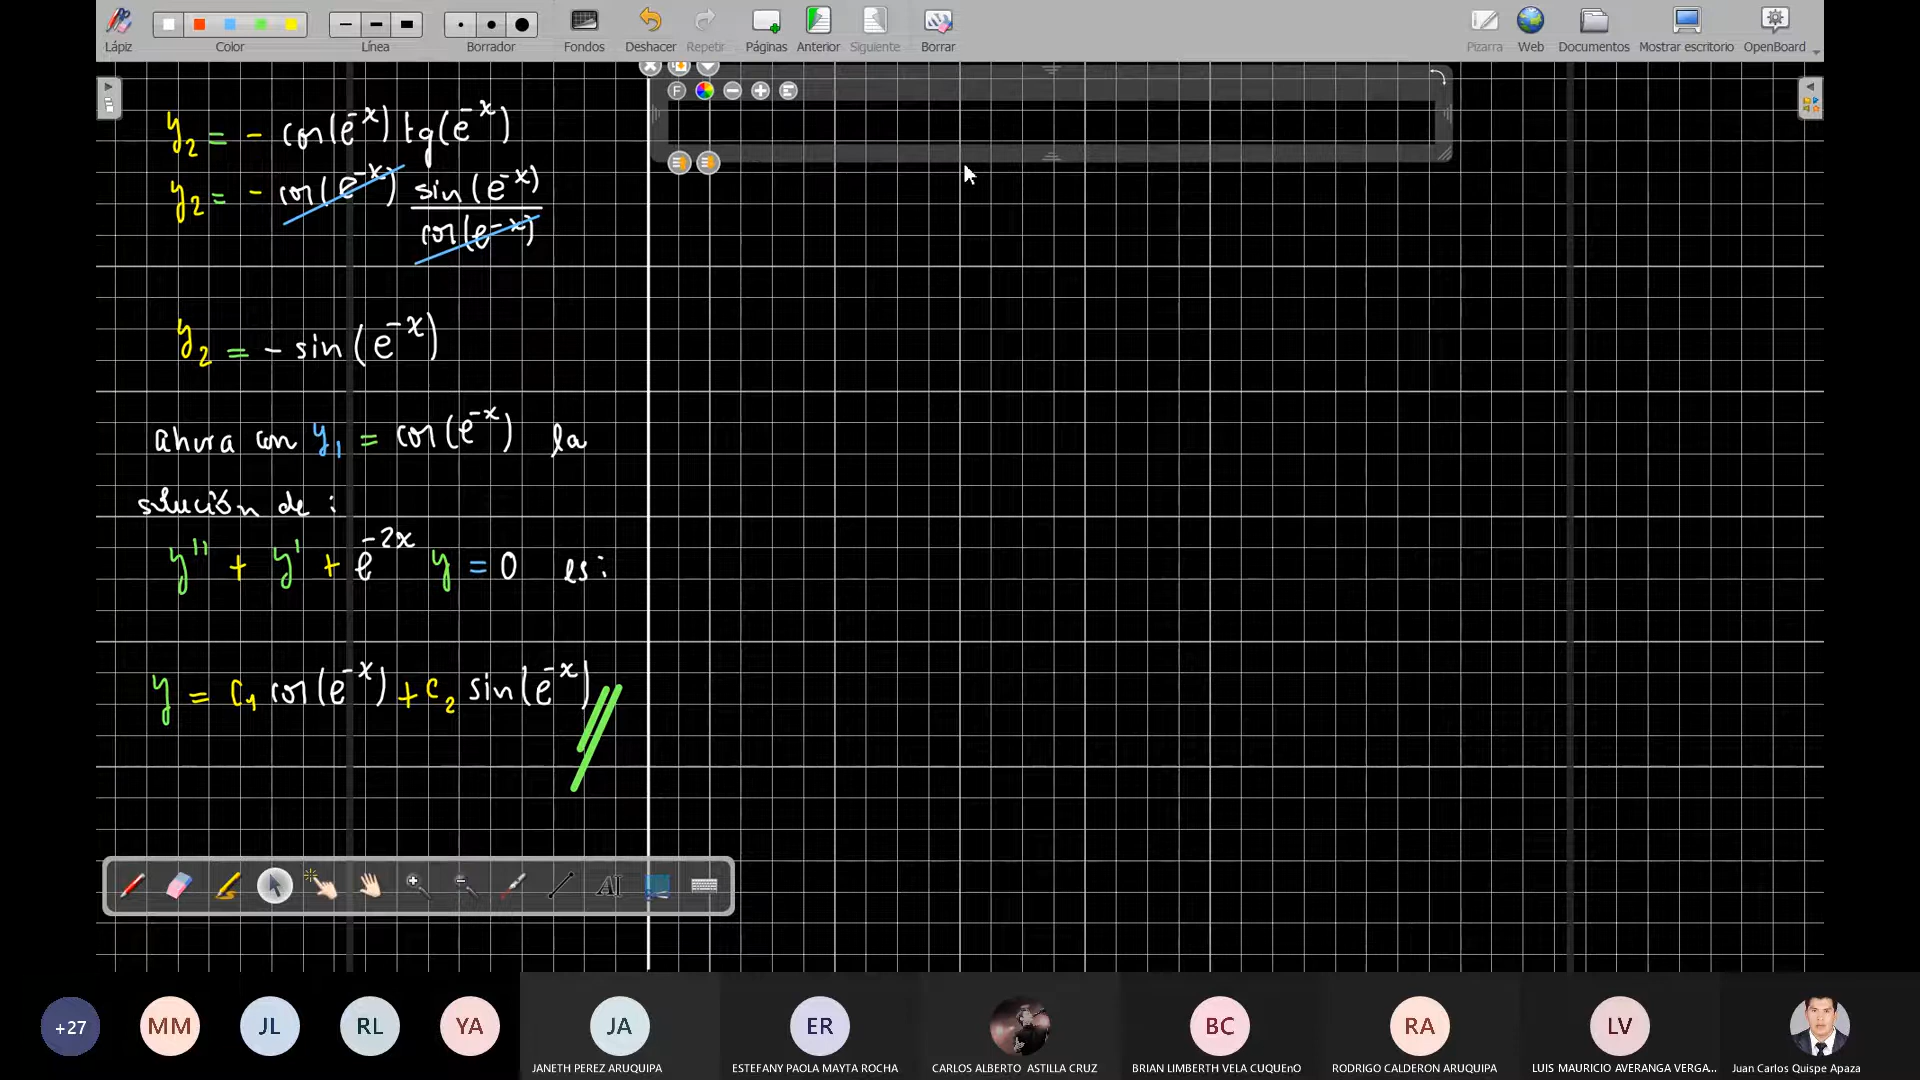 Lápiz Color Línea Borrador Fondos Deshacer Repetir Páginas Anterior Siguiente Borrar Pizarra Web Documentos Mostrar escritorio OpenBoard
F
y₂ = - cos(e^-x) tg(e^-x)
y₂ = - cos(e^-x) sin(e^-x) / cos(e^-x)
y₂ = - sin(e^-x)
ahora con y₁ = cos(e^-x) la
solución de :
y'' + y' + e^-2x y = 0 es:
y = c₁ cos(e^-x) + c₂ sin(e^-x)
AI
+27 MM JL RL YA JA ER BC RA LV
JANETH PEREZ ARUQUIPA ESTEFANY PAOLA MAYTA ROCHA CARLOS ALBERTO ASTILLA CRUZ BRIAN LIMBERTH VELA CUQUEnO RODRIGO CALDERON ARUQUIPA LUIS MAURICIO AVERANGA VERGA... Juan Carlos Quispe Apaza